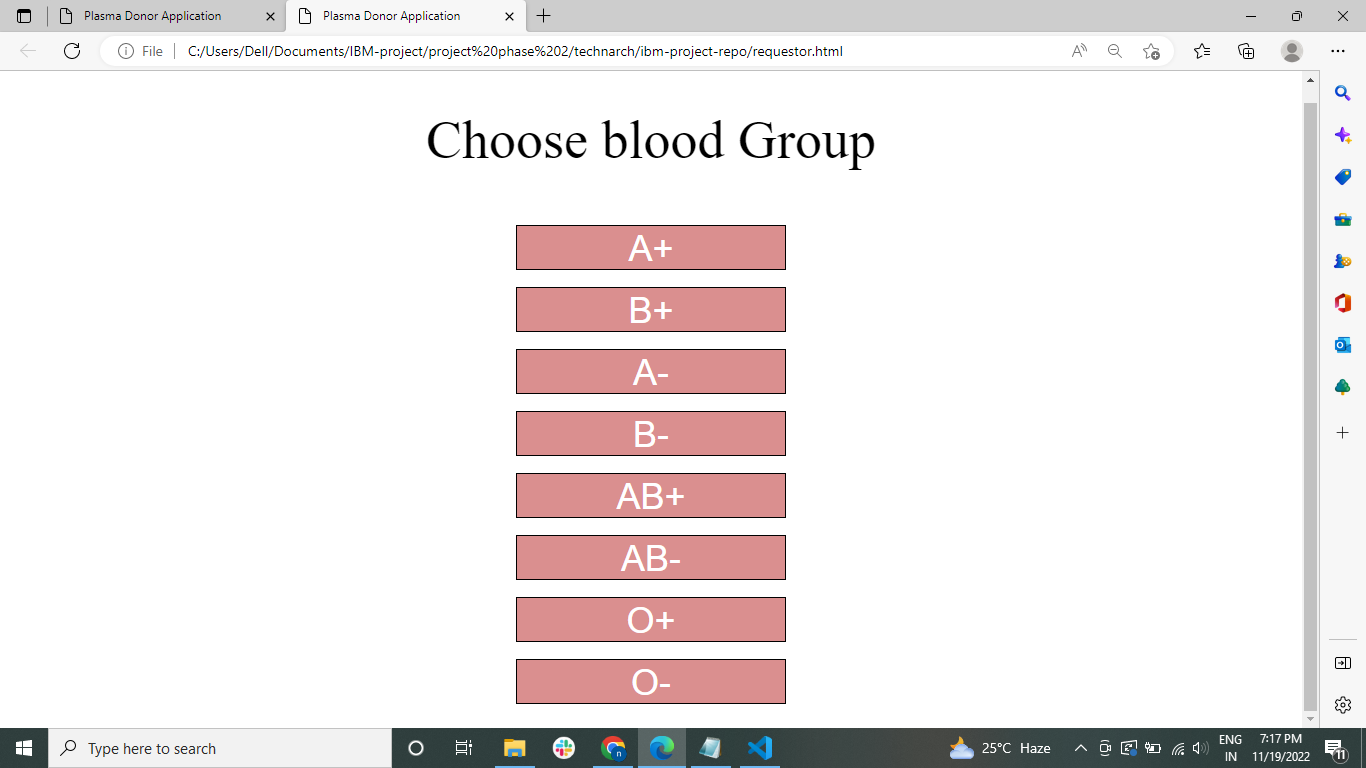 Plasma Donor Application
Plasma Donor Application
File
C:/Users/Dell/Documents/IBM-project/project%20phase%202/technarch/ibm-project-repo/requestor.html
Choose blood Group
A+
B+
A-
B-
AB+
AB-
O+
O-
Type here to search
25°C Haze
ENG
IN
7:17 PM
11/19/2022
11